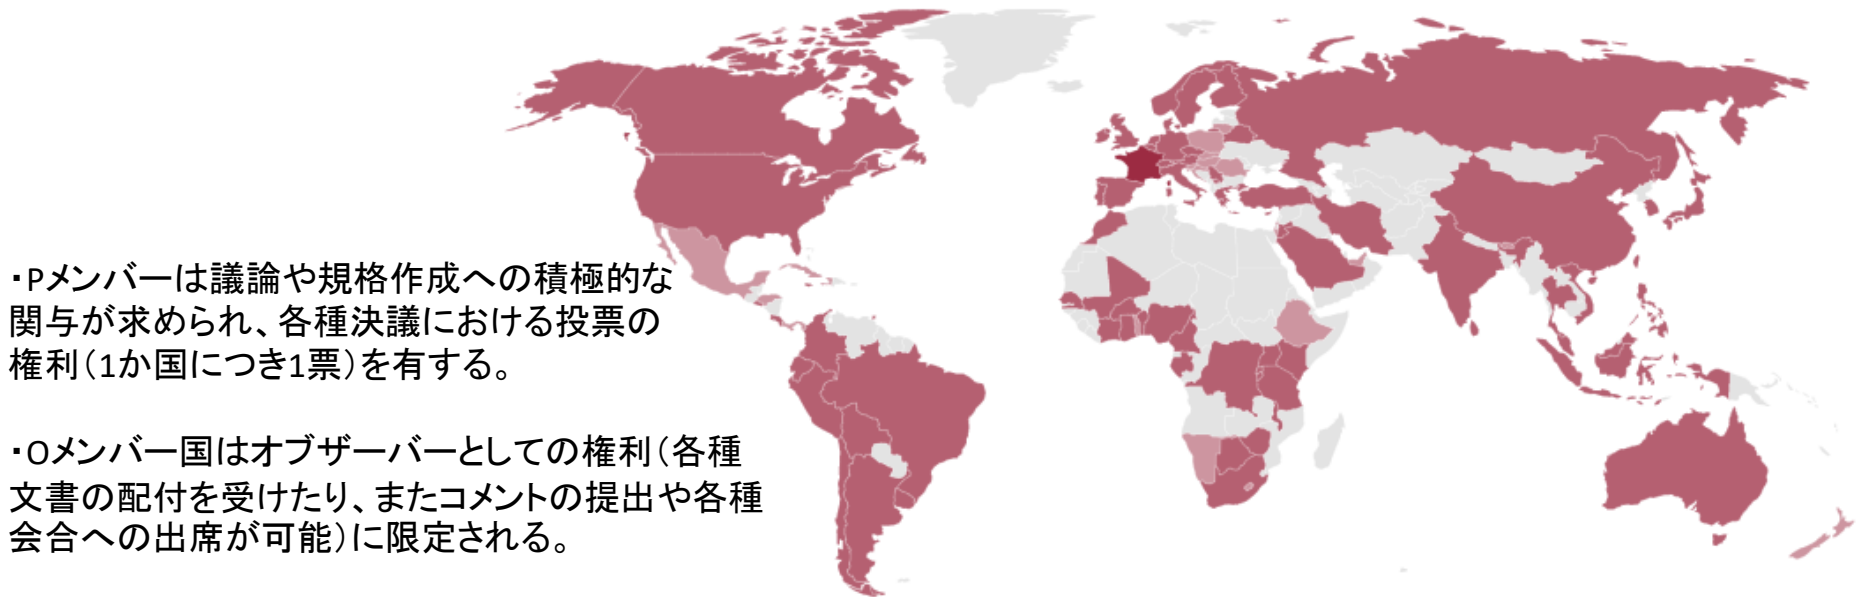 ・Pメンバーは議論や規格作成への積極的な
関与が求められ、各種決議における投票の
権利（1か国につき1票）を有する。
・Oメンバー国はオブザーバーとしての権利（各種
文書の配付を受けたり、またコメントの提出や各種
会合への出席が可能）に限定される。